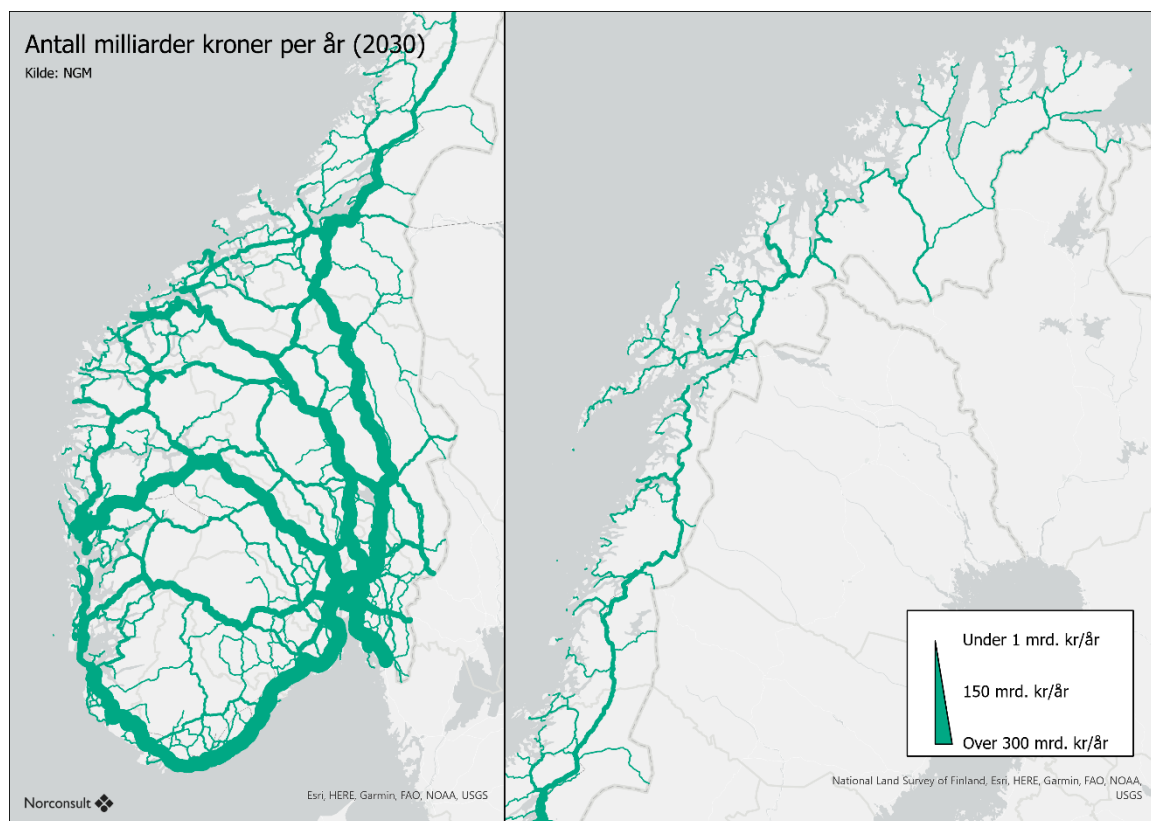 Antall milliarder kroner per år (2030)
Kilde: NGM
Under 1 mrd. kr/år
150 mrd. kr/år
Over 300 mrd. kr/år
Norconsult
Esri, HERE, Garmin, FAO, NOAA, USGS
National Land Survey of Finland, Esri, HERE, Garmin, FAO, NOAA,
USGS